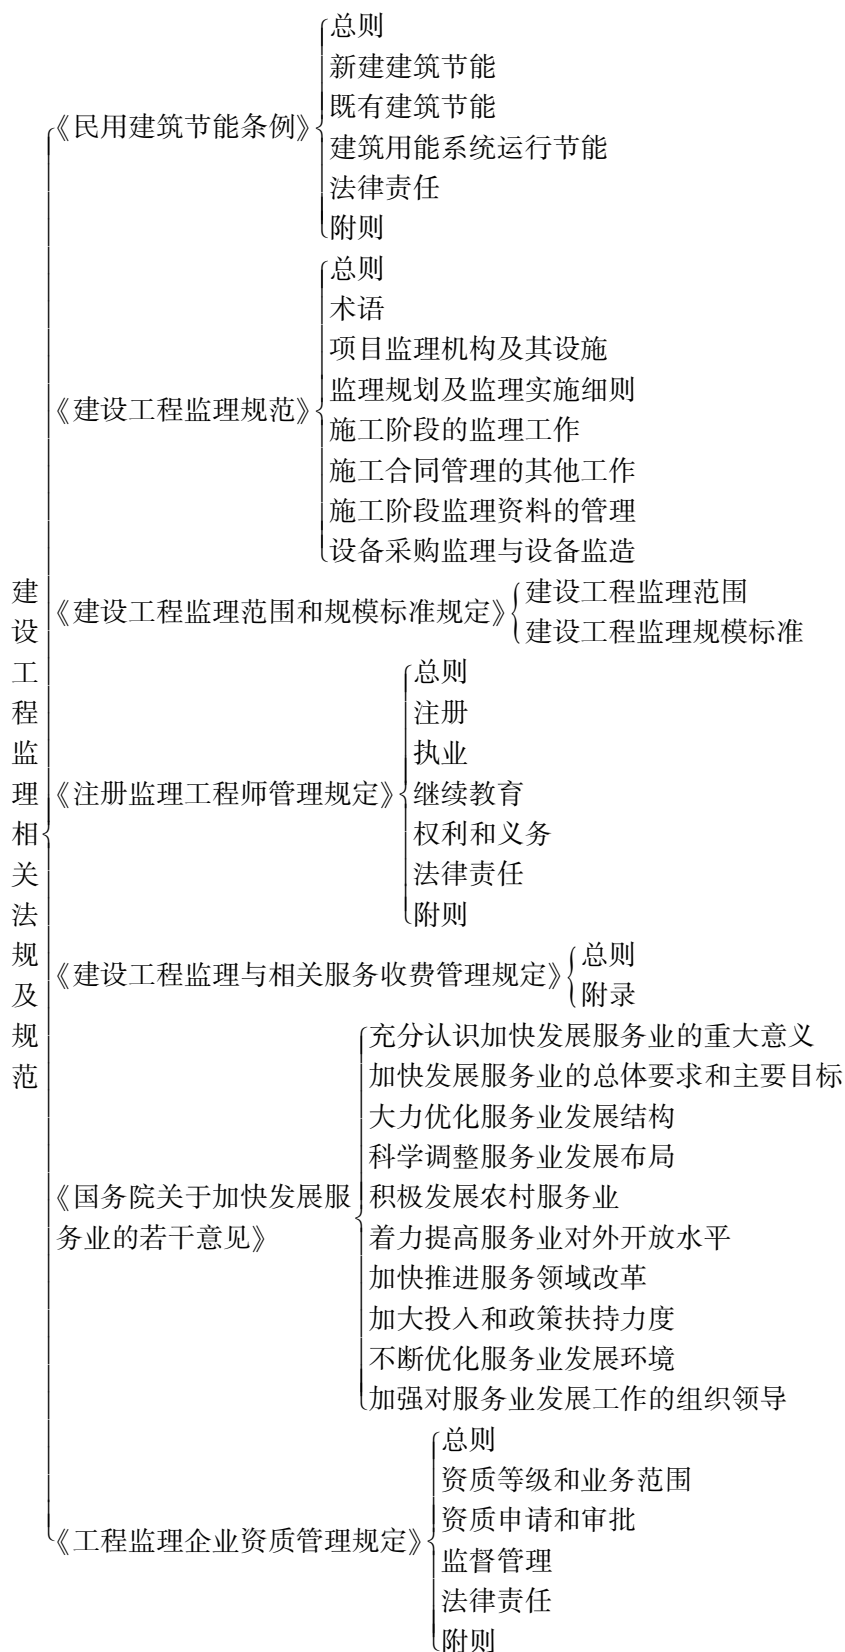 建设工程监理相关法规及规范
《民用建筑节能条例》
总则
新建建筑节能
既有建筑节能
建筑用能系统运行节能
法律责任
附则
《建设工程监理规范》
总则
术语
项目监理机构及其设施
监理规划及监理实施细则
施工阶段的监理工作
施工合同管理的其他工作
施工阶段监理资料的管理
设备采购监理与设备监造
《建设工程监理范围和规模标准规定》
建设工程监理范围
建设工程监理规模标准
《注册监理工程师管理规定》
总则
注册
执业
继续教育
权利和义务
法律责任
附则
《建设工程监理与相关服务收费管理规定》
总则
附录
《国务院关于加快发展服
务业的若干意见》
充分认识加快发展服务业的重大意义
加快发展服务业的总体要求和主要目标
大力优化服务业发展结构
科学调整服务业发展布局
积极发展农村服务业
着力提高服务业对外开放水平
加快推进服务领域改革
加大投入和政策扶持力度
不断优化服务业发展环境
加强对服务业发展工作的组织领导
《工程监理企业资质管理规定》
总则
资质等级和业务范围
资质申请和审批
监督管理
法律责任
附则